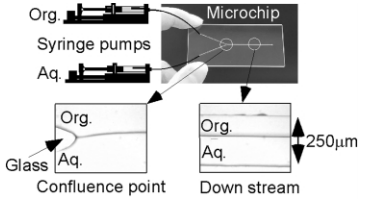 Org.
Microchip
Syringe pumps
Aq.
Org.
Aq.
Glass
Confluence point
Org.
Aq.
250μm
Down stream